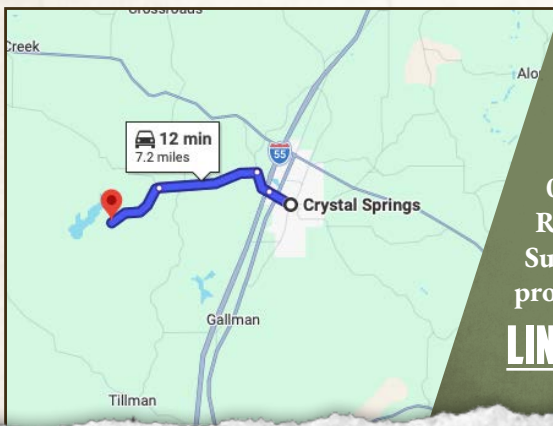 Crossroads
Creek
12 min
7.2 miles
55
Crystal Springs
Gallman
Tillman